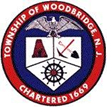 TOWNSHIP OF WOODBRIDGE, N.J.
CHARTERED 1669